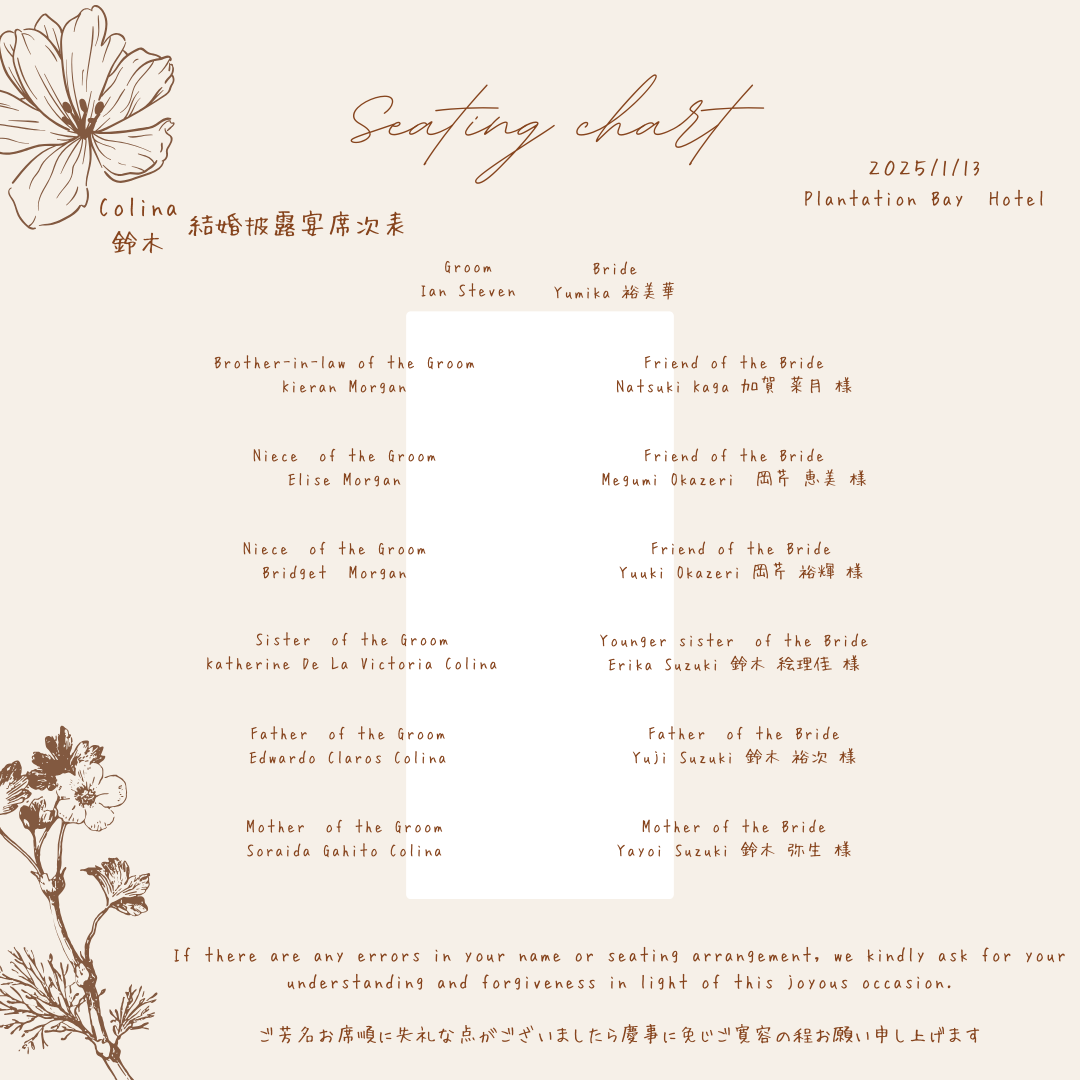 Seating chart
2025/1/13
Plantation Bay Hotel
Colina
鈴木
結婚披露宴席次表
Groom
Ian Steven
Bride
Yumika 裕美華
Brother-in-law of the Groom
kieran Morgan
Friend of the Bride
Natsuki kaga 加賀 菜月 様
Niece of the Groom
Elise Morgan
Friend of the Bride
Megumi Okazeri 岡芹 恵美 様
Niece of the Groom
Bridget Morgan
Friend of the Bride
Yuuki Okazeri 岡芹 裕輝 様
Sister of the Groom
katherine De La Victoria Colina
Younger sister of the Bride
Erika Suzuki 鈴木 絵理佳 様
Father of the Groom
Edwardo Claros Colina
Father of the Bride
Yuji Suzuki 鈴木 裕次 様
Mother of the Groom
Soraida Gahito Colina
Mother of the Bride
Yayoi Suzuki 鈴木 弥生 様
If there are any errors in your name or seating arrangement, we kindly ask for your
understanding and forgiveness in light of this joyous occasion.
ご芳名お席順に失礼な点がございましたら慶事に免じご寛容の程お願い申し上げます